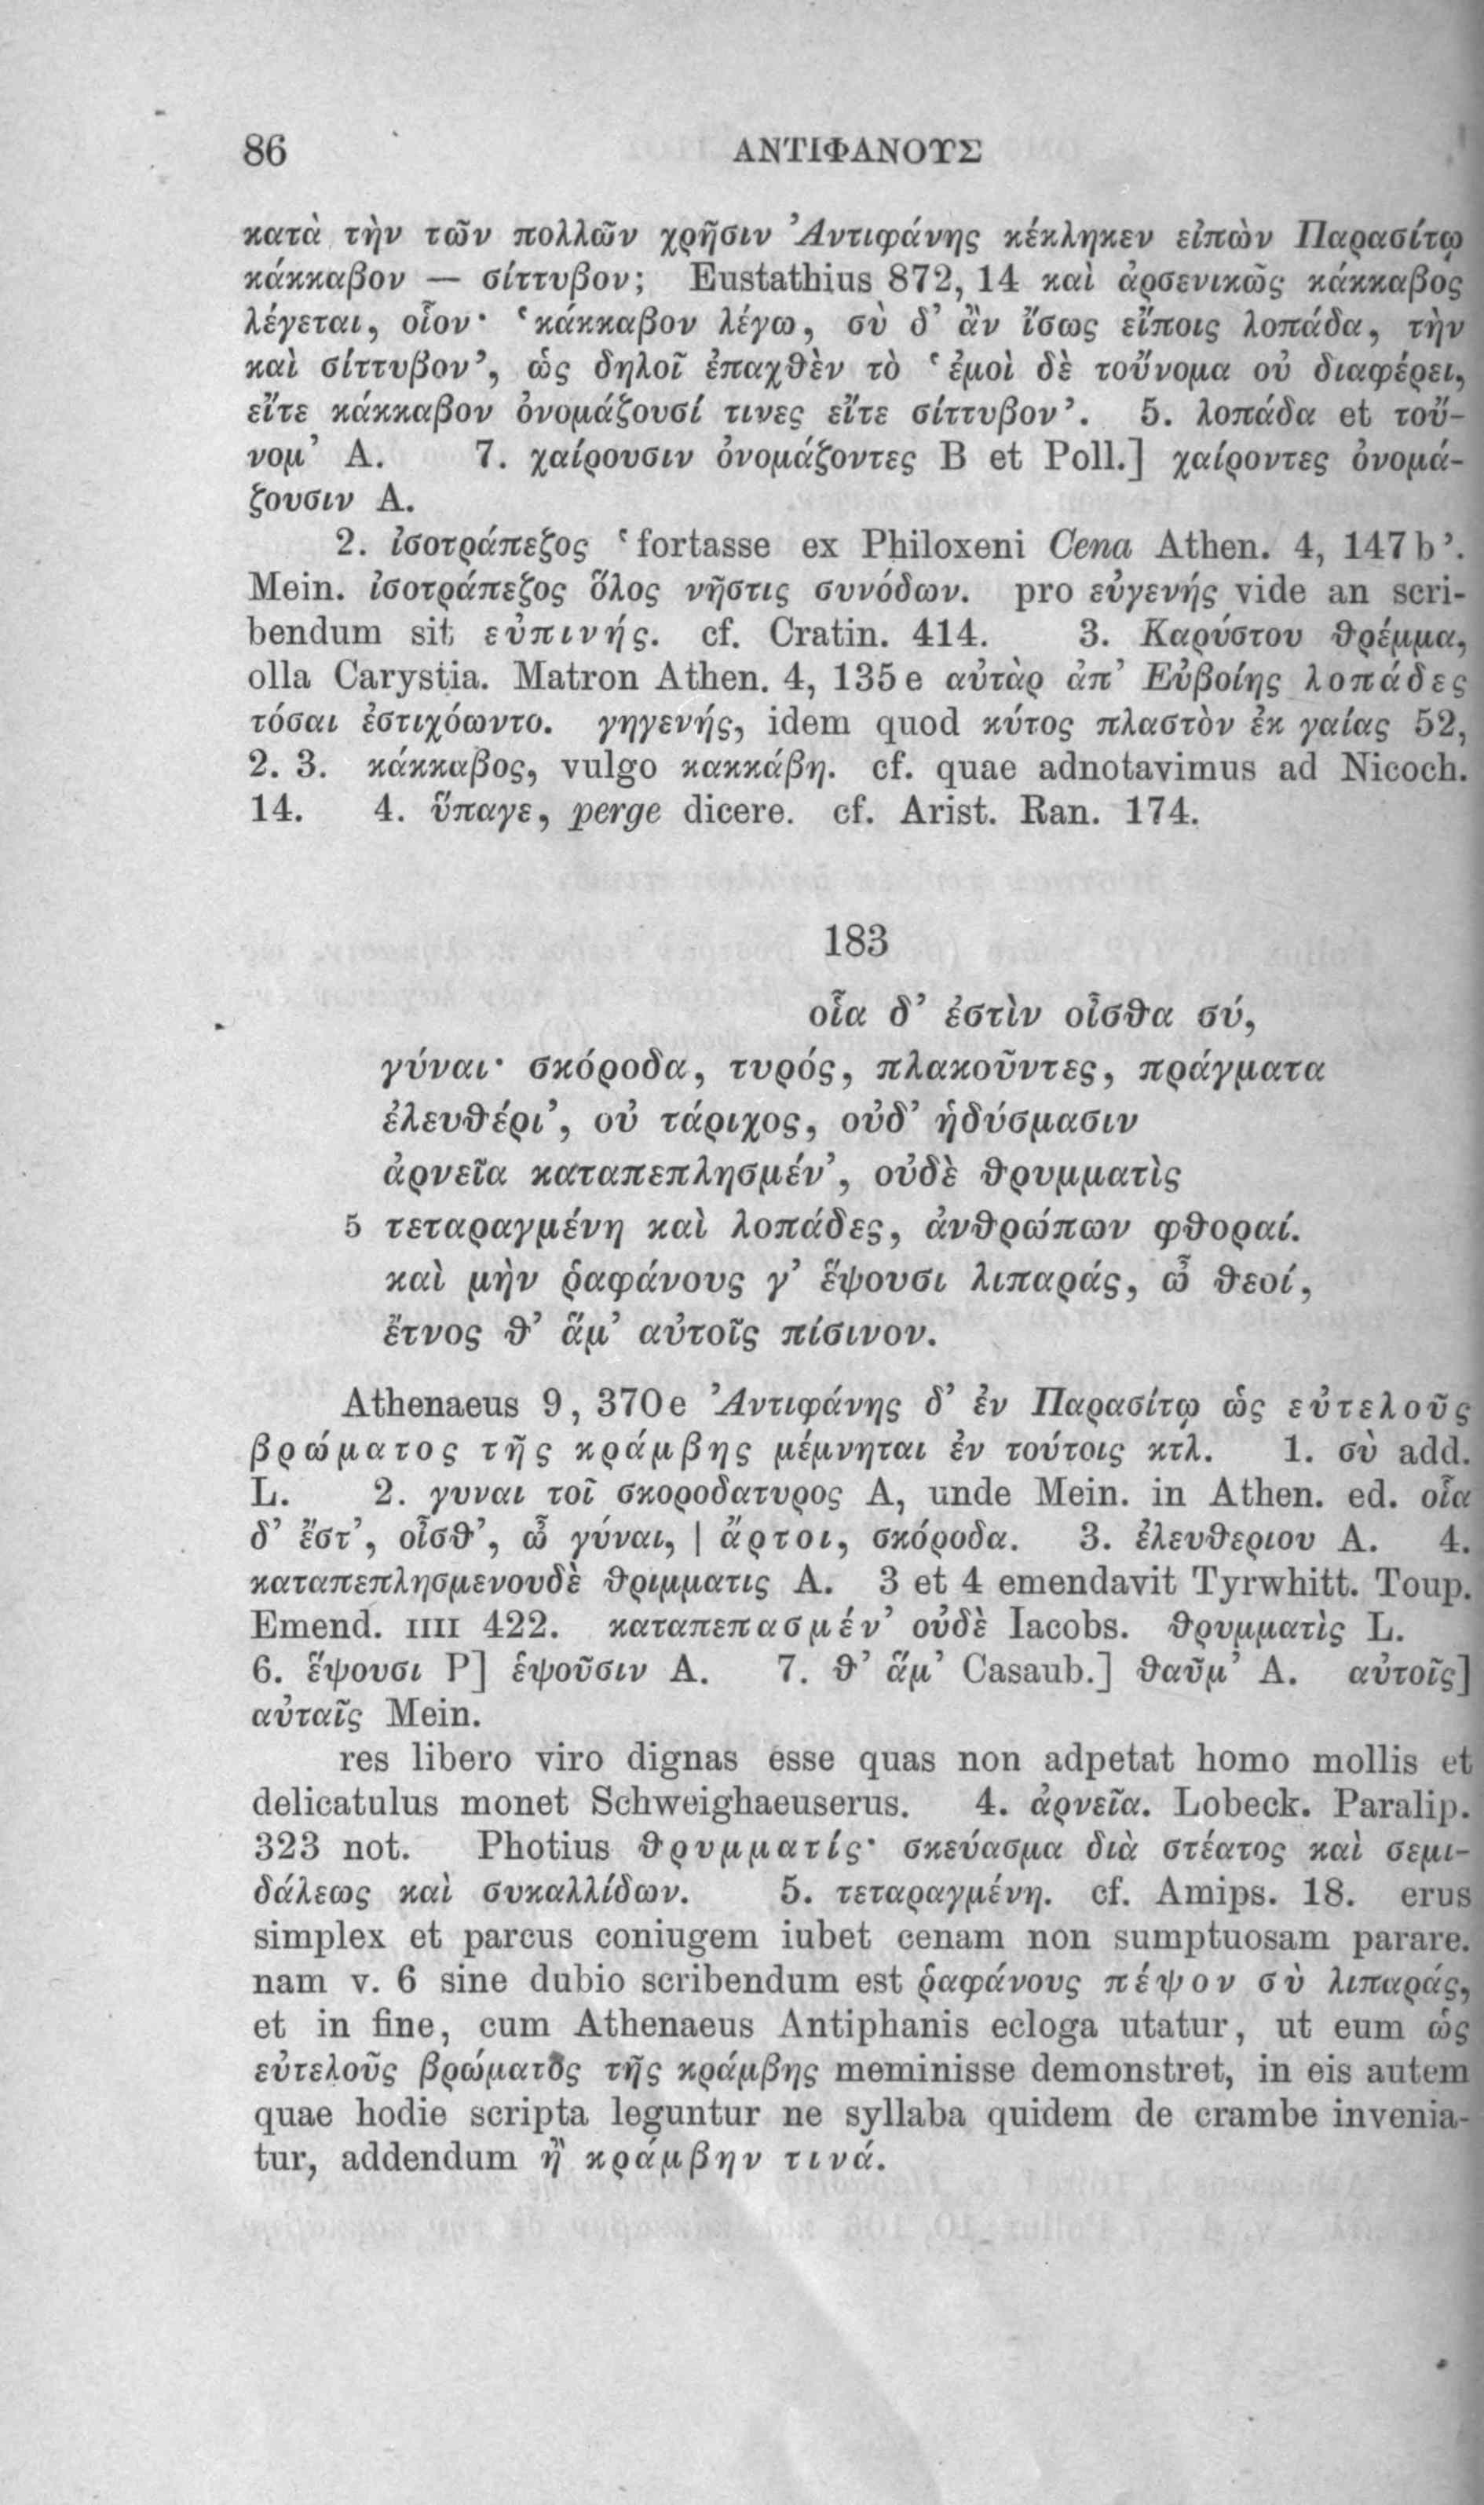 86 ΑΝΤΙΦΑΝΟΥΣ
κατὰ τὴν τῶν πολλῶν χρῆσιν Ἀντιφάνης κέκληκεν εἰπὼν Παρασίτῳ
κάκκαβον — σίττυβον; Eustathius 872, 14 καὶ ἀρσενικῶς κάκκαβος
λέγεται, οἷον· ‘κάκκαβον λέγω, σὺ δ’ ἂν ἴσως εἴποις λοπάδα, τὴν
καὶ σίττυβον’, ὡς δηλοῖ ἐπαχθὲν τὸ ‘ἐμοὶ δὲ τοὔνομα οὐ διαφέρει,
εἴτε κάκκαβον ὀνομάζουσί τινες εἴτε σίττυβον’. 5. λοπάδα et τοὔ-
νομ’ A. 7. χαίρουσιν ὀνομάζοντες B et Poll.] χαίροντες ὀνομά-
ζουσιν A.
2. ἰσοτράπεζος ‘fortasse ex Philoxeni Cena Athen. 4, 147 b’.
Mein. ἰσοτράπεζος ὅλος νῆστις συνόδων. pro εὐγενής vide an scri-
bendum sit εὐπινής. cf. Cratin. 414. 3. Καρύστου θρέμμα,
olla Carystia. Matron Athen. 4, 135 e αὐτὰρ ἀπ’ Εὐβοίης λοπάδες
τόσαι ἐστιχόωντο. γηγενής, idem quod κύτος πλαστὸν ἐκ γαίας 52,
2. 3. κάκκαβος, vulgo κακκάβη. cf. quae adnotavimus ad Nicoch.
14. 4. ὕπαγε, perge dicere. cf. Arist. Ran. 174.
183
οἷα δ’ ἐστὶν οἶσθα σύ,
γύναι· σκόροδα, τυρός, πλακοῦντες, πράγματα
ἐλευθέρι’, οὐ τάριχος, οὐδ’ ἡδύσμασιν
ἀρνεῖα καταπεπλησμέν’, οὐδὲ θρυμματὶς
5 τεταραγμένη καὶ λοπάδες, ἀνθρώπων φθοραί.
καὶ μὴν ῥαφάνους γ’ ἕψουσι λιπαράς, ὦ θεοί,
ἔτνος θ’ ἅμ’ αὐτοῖς πίσινον.
Athenaeus 9, 370 e Ἀντιφάνης δ’ ἐν Παρασίτῳ ὡς εὐτελοῦς
βρώματος τῆς κράμβης μέμνηται ἐν τούτοις κτλ. 1. σὺ add.
L. 2. γυναι τοῖ σκοροδατυρος A, unde Mein. in Athen. ed. οἷα
δ’ ἔστ’, οἶσθ’, ὦ γύναι, | ἄρτοι, σκόροδα. 3. ἐλευθεριου A. 4.
καταπεπλησμενουδὲ θριμματις A. 3 et 4 emendavit Tyrwhitt. Toup.
Emend. IIII 422. καταπεπασμέν’ οὐδὲ Iacobs. θρυμματὶς L.
6. ἕψουσι P] ἑψοῦσιν A. 7. θ’ ἅμ’ Casaub.] θαῦμ’ A. αὐτοῖς]
αὐταῖς Mein.
res libero viro dignas esse quas non adpetat homo mollis et
delicatulus monet Schweighaeuserus. 4. ἀρνεῖα. Lobeck. Paralip.
323 not. Photius θρυμματίς· σκεύασμα διὰ στέατος καὶ σεμι-
δάλεως καὶ συκαλλίδων. 5. τεταραγμένη. cf. Amips. 18. erus
simplex et parcus coniugem iubet cenam non sumptuosam parare.
nam v. 6 sine dubio scribendum est ῥαφάνους πέψον σὺ λιπαράς,
et in fine, cum Athenaeus Antiphanis ecloga utatur, ut eum ὡς
εὐτελοῦς βρώματος τῆς κράμβης meminisse demonstret, in eis autem
quae hodie scripta leguntur ne syllaba quidem de crambe invenia-
tur, addendum ἢ κράμβην τινά.